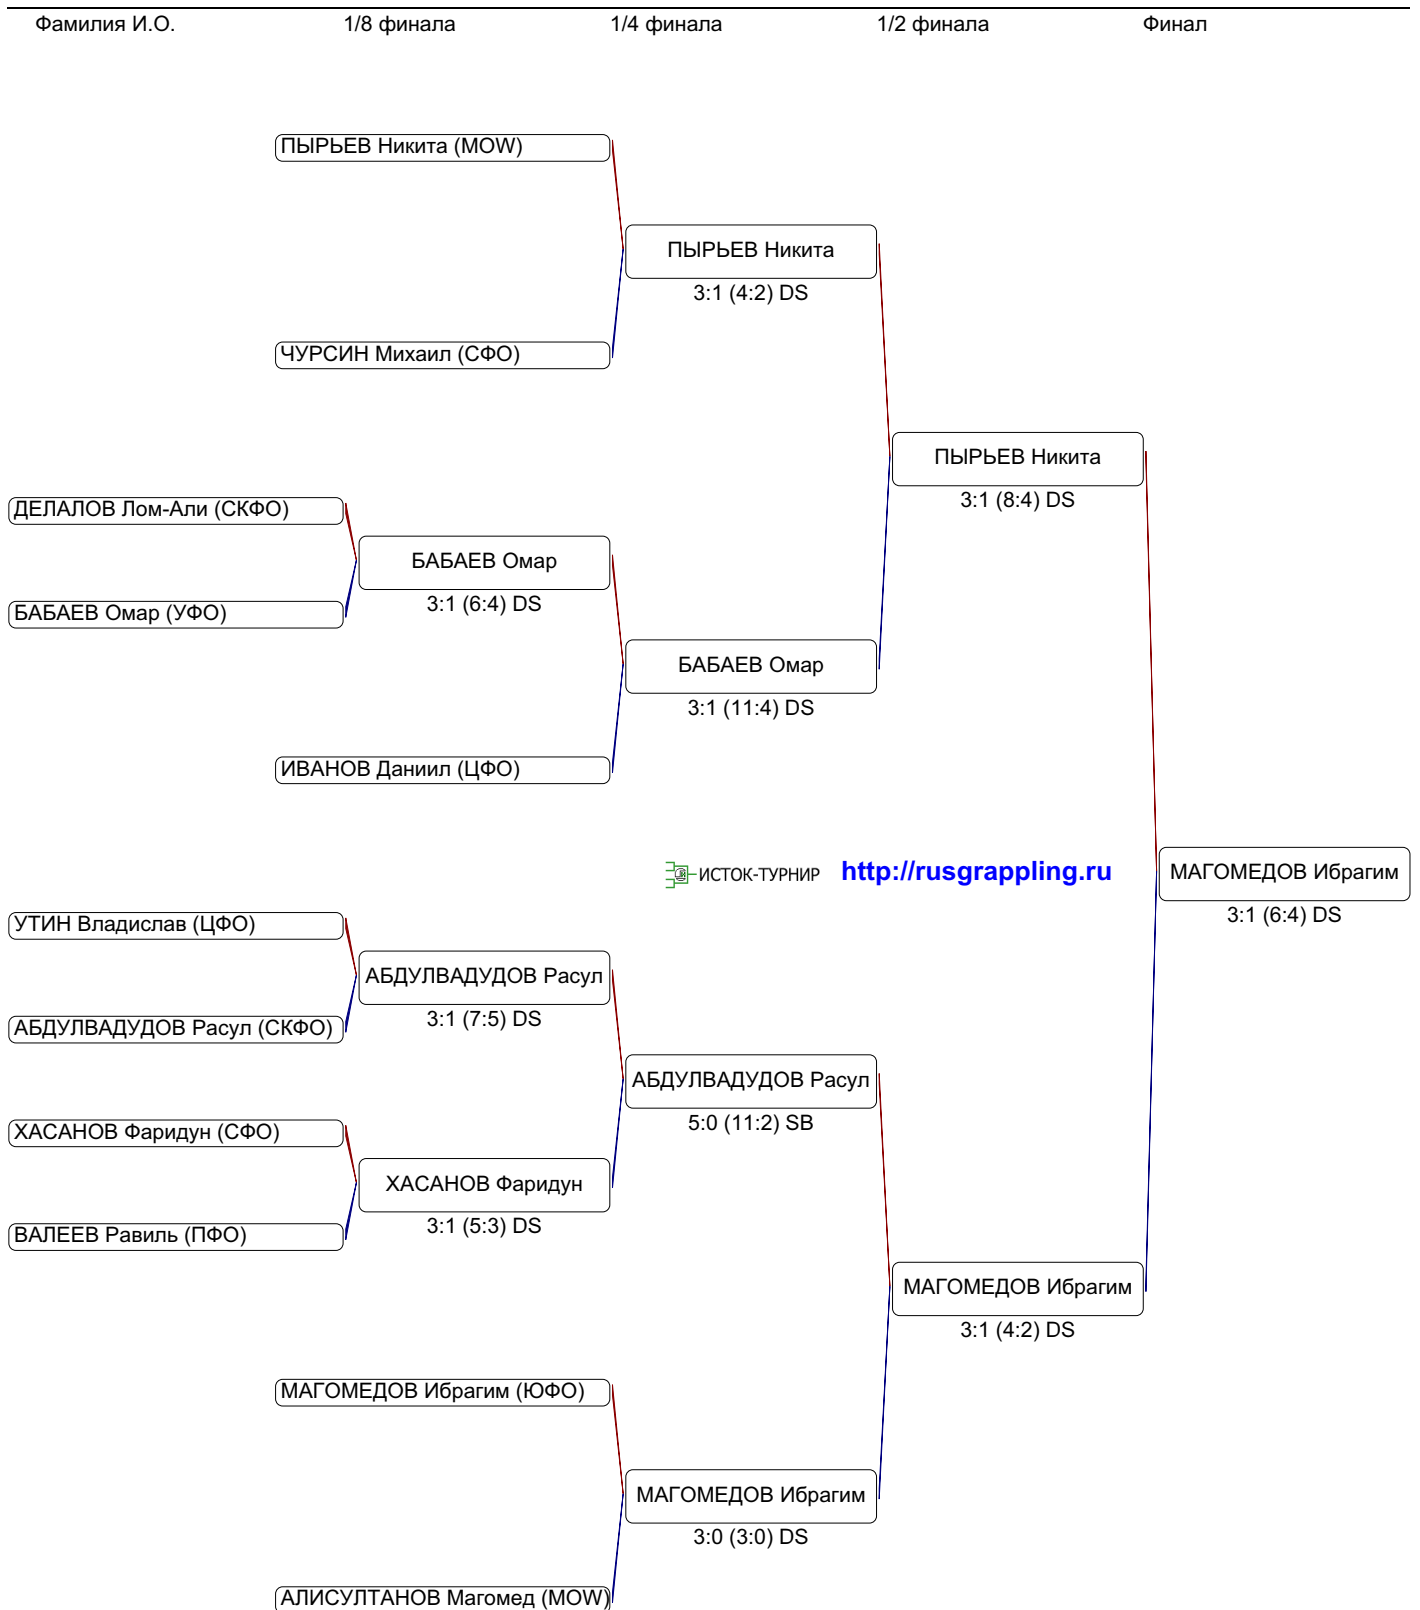 Фамилия И.О. 1/8 финала 1/4 финала 1/2 финала Финал
ПЫРЬЕВ Никита (MOW)
ПЫРЬЕВ Никита
3:1 (4:2) DS
ЧУРСИН Михаил (СФО)
ПЫРЬЕВ Никита
3:1 (8:4) DS
ДЕЛАЛОВ Лом-Али (СКФО)
БАБАЕВ Омар
3:1 (6:4) DS
БАБАЕВ Омар (УФО)
БАБАЕВ Омар
3:1 (11:4) DS
ИВАНОВ Даниил (ЦФО)
ИСТОК-ТУРНИР http://rusgrappling.ru
МАГОМЕДОВ Ибрагим
3:1 (6:4) DS
УТИН Владислав (ЦФО)
АБДУЛВАДУДОВ Расул
3:1 (7:5) DS
АБДУЛВАДУДОВ Расул (СКФО)
АБДУЛВАДУДОВ Расул
5:0 (11:2) SB
ХАСАНОВ Фаридун (СФО)
ХАСАНОВ Фаридун
3:1 (5:3) DS
ВАЛЕЕВ Равиль (ПФО)
МАГОМЕДОВ Ибрагим
3:1 (4:2) DS
МАГОМЕДОВ Ибрагим (ЮФО)
МАГОМЕДОВ Ибрагим
3:0 (3:0) DS
АЛИСУЛТАНОВ Магомед (MOW)